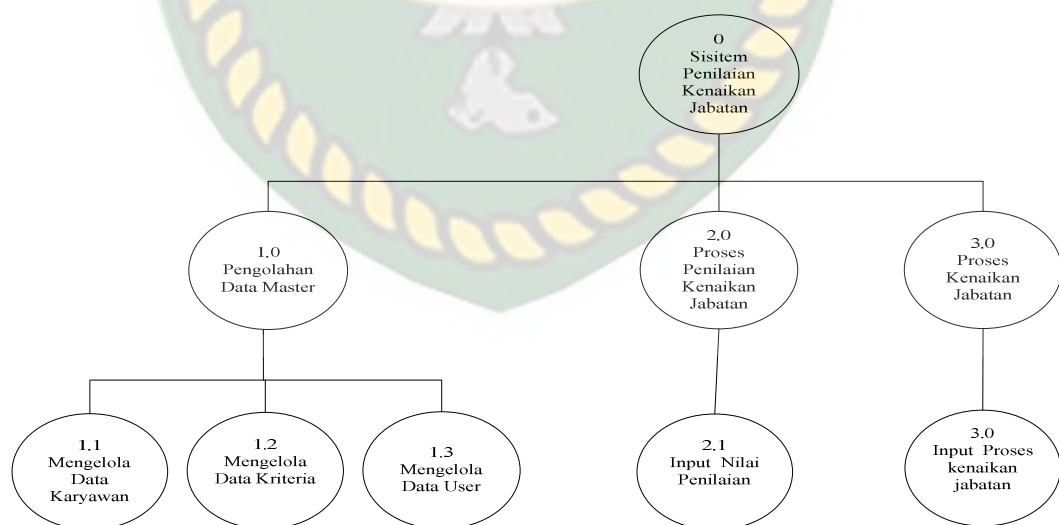 0
Sisitem
Penilaian
Kenaikan
Jabatan
1.0
Pengolahan
Data Master
2.0
Proses
Penilaian
Kenaikan
Jabatan
3.0
Proses
Kenaikan
Jabatan
1.1
Mengelola
Data
Karyawan
1.2
Mengelola
Data Kriteria
1.3
Mengelola
Data User
2.1
Input Nilai
Penilaian
3.0
Input Proses
kenaikan
jabatan